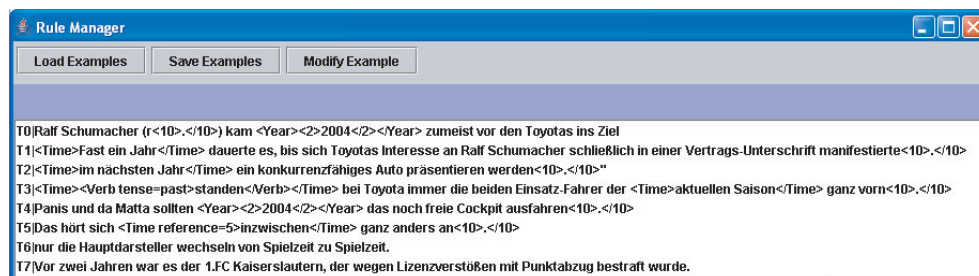 Rule Manager
Load Examples Save Examples Modify Example
T0|Ralf Schumacher (r<10>.</10>) kam <Year><2>2004</2></Year> zumeist vor den Toyotas ins Ziel
T1|<Time>Fast ein Jahr</Time> dauerte es, bis sich Toyotas Interesse an Ralf Schumacher schließlich in einer Vertrags-Unterschrift manifestierte<10>.</10>
T2|<Time>im nächsten Jahr</Time> ein konkurrenzfähiges Auto präsentieren werden<10>.</10>"
T3|<Time><Verb tense=past>standen</Verb></Time> bei Toyota immer die beiden Einsatz-Fahrer der <Time>aktuellen Saison</Time> ganz vorn<10>.</10>
T4|Panis und da Matta sollten <Year><2>2004</2></Year> das noch freie Cockpit ausfahren<10>.</10>
T5|Das hört sich <Time reference=5>inzwischen</Time> ganz anders an<10>.</10>
T6|nur die Hauptdarsteller wechseln von Spielzeit zu Spielzeit.
T7|Vor zwei Jahren war es der 1.FC Kaiserslautern, der wegen Lizenzverstößen mit Punktabzug bestraft wurde.